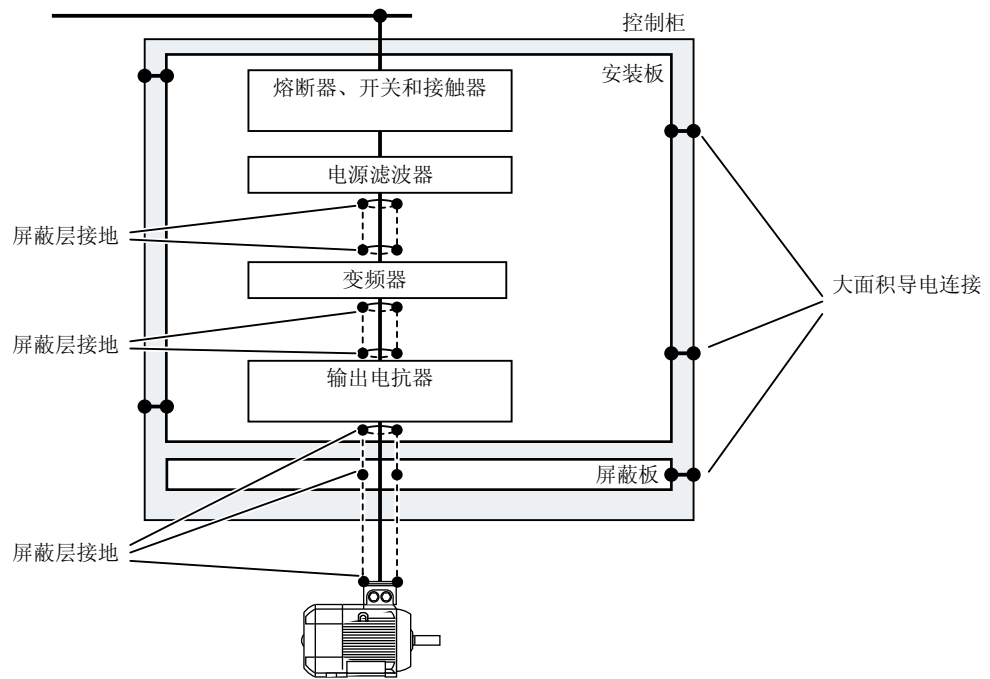 控制柜
安装板
熔断器、开关和接触器
电源滤波器
屏蔽层接地
变频器
大面积导电连接
屏蔽层接地
输出电抗器
屏蔽板
屏蔽层接地